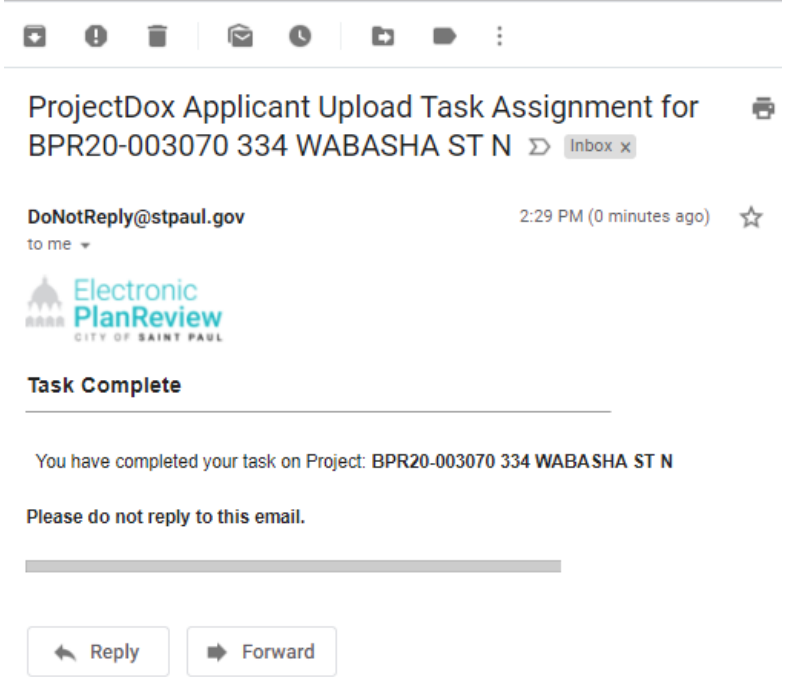 ProjectDox Applicant Upload Task Assignment for
BPR20-003070 334 WABASHA ST N Inbox x
DoNotReply@stpaul.gov 2:29 PM (0 minutes ago)
to me
Electronic
PlanReview
CITY OF SAINT PAUL
Task Complete
You have completed your task on Project: BPR20-003070 334 WABASHA ST N
Please do not reply to this email.
Reply Forward